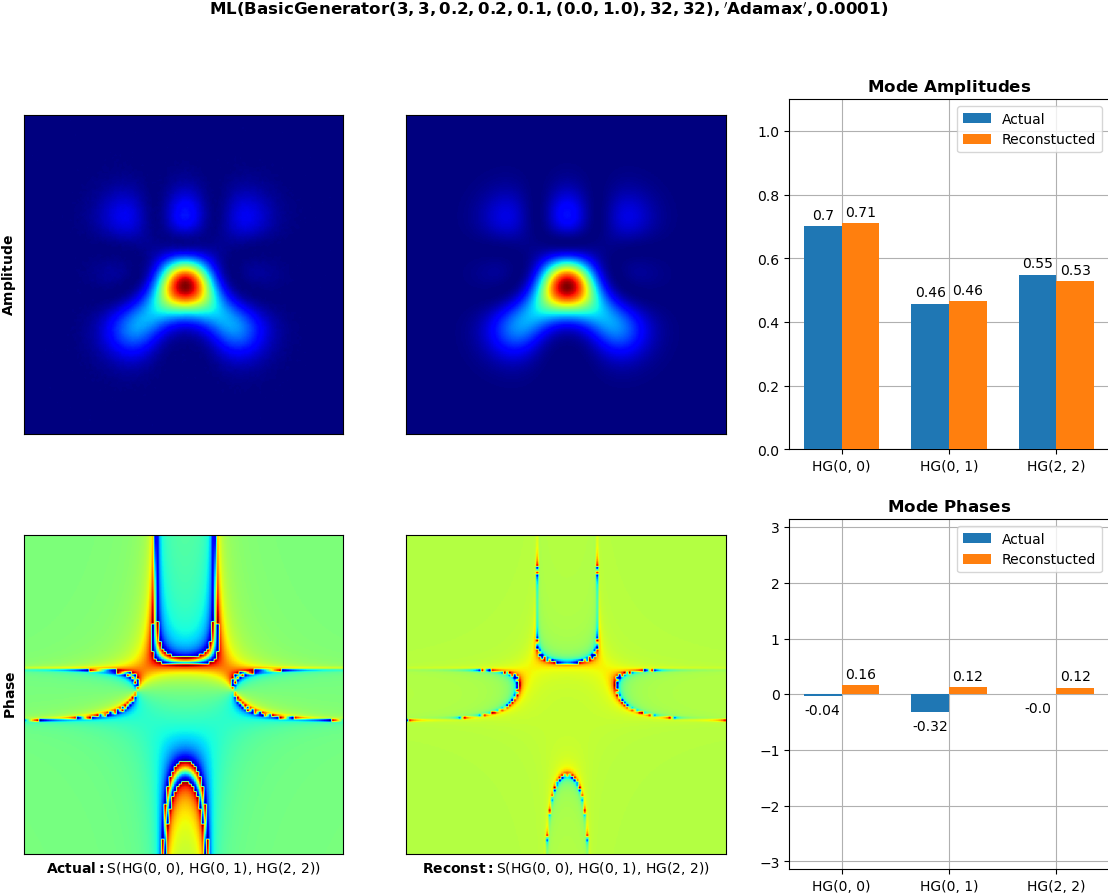 ML(BasicGenerator(3, 3, 0.2, 0.2, 0.1, (0.0, 1.0), 32, 32), 'Adamax', 0.0001)
Amplitude
Mode Amplitudes
Actual
Reconstucted
1.0
0.8
0.6
0.4
0.2
0.0
0.7
0.71
0.46
0.46
0.55
0.53
HG(0, 0)
HG(0, 1)
HG(2, 2)
Phase
Actual: S(HG(0, 0), HG(0, 1), HG(2, 2))
Reconst: S(HG(0, 0), HG(0, 1), HG(2, 2))
Mode Phases
Actual
Reconstucted
3
2
1
0
−1
−2
−3
-0.04
0.16
-0.32
0.12
-0.0
0.12
HG(0, 0)
HG(0, 1)
HG(2, 2)